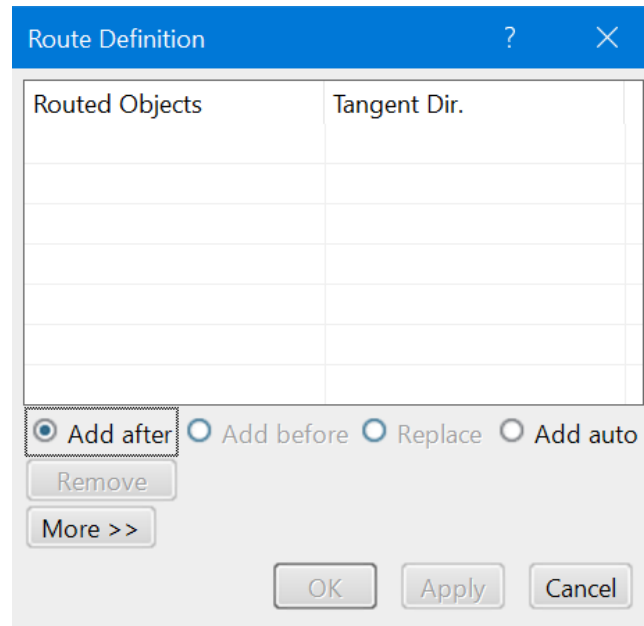 Route Definition ?
Routed Objects Tangent Dir.
Add after Add before Replace Add auto
Remove
More >>
OK Apply Cancel